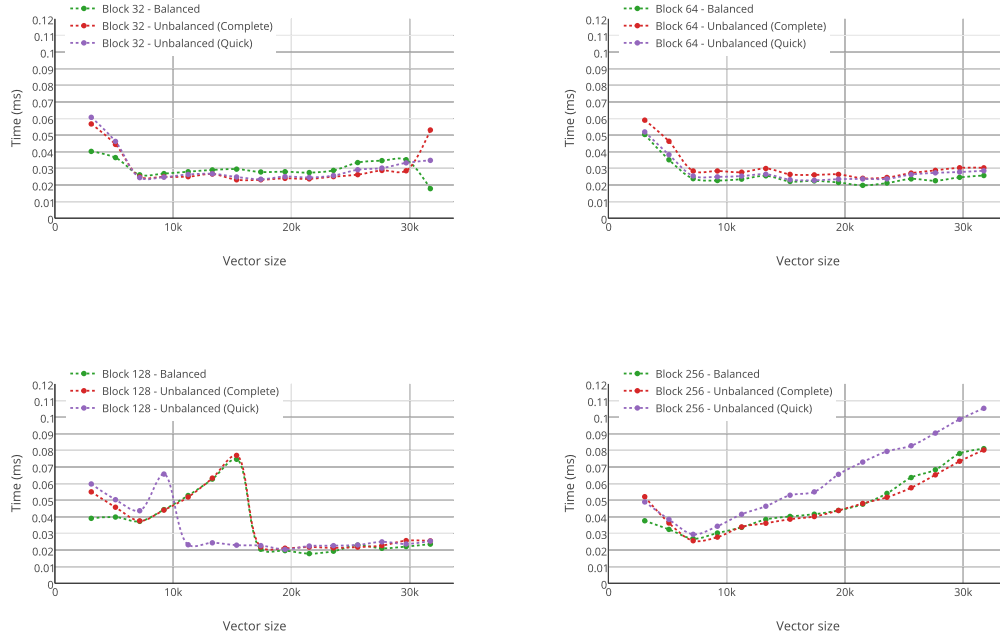 Block 32 - Balanced
Block 32 - Unbalanced (Complete)
Block 32 - Unbalanced (Quick)
0.12
0.11
0.1
0.09
0.08
0.07
0.06
0.05
0.04
0.03
0.02
0.01
0
Time (ms)
0
10k
20k
30k
Vector size
Block 64 - Balanced
Block 64 - Unbalanced (Complete)
Block 64 - Unbalanced (Quick)
0.12
0.11
0.1
0.09
0.08
0.07
0.06
0.05
0.04
0.03
0.02
0.01
0
Time (ms)
0
10k
20k
30k
Vector size
Block 128 - Balanced
Block 128 - Unbalanced (Complete)
Block 128 - Unbalanced (Quick)
0.12
0.11
0.1
0.09
0.08
0.07
0.06
0.05
0.04
0.03
0.02
0.01
0
Time (ms)
0
10k
20k
30k
Vector size
Block 256 - Balanced
Block 256 - Unbalanced (Complete)
Block 256 - Unbalanced (Quick)
0.12
0.11
0.1
0.09
0.08
0.07
0.06
0.05
0.04
0.03
0.02
0.01
0
Time (ms)
0
10k
20k
30k
Vector size